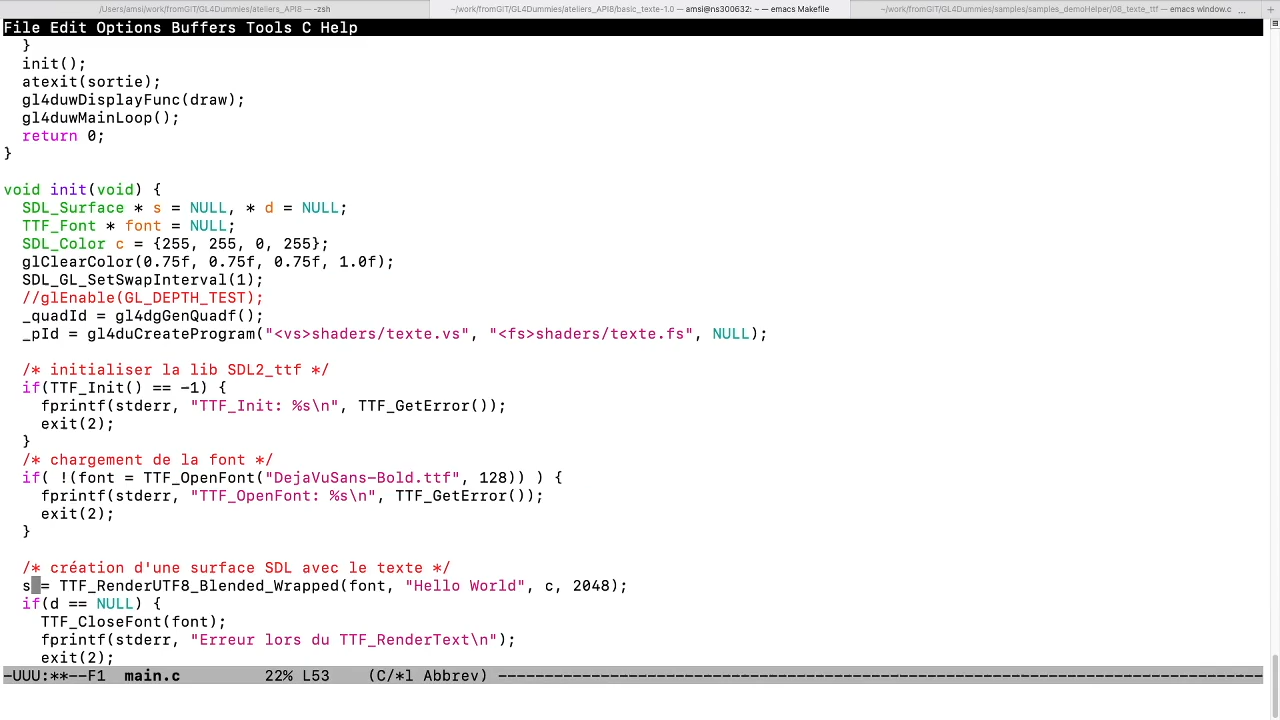 /Users/amsi/work/fromGIT/GL4Dummies/ateliers_API8 — -zsh
~/work/fromGIT/GL4Dummies/ateliers_API8/basic_texte-1.0 — amsi@ns300632: ~ — emacs Makefile
~/work/fromGIT/GL4Dummies/samples/samples_demoHelper/08_texte_ttf — emacs window.c ...
+
File Edit Options Buffers Tools C Help
  }
  init();
  atexit(sortie);
  gl4duwDisplayFunc(draw);
  gl4duwMainLoop();
  return 0;
}

void init(void) {
  SDL_Surface * s = NULL, * d = NULL;
  TTF_Font * font = NULL;
  SDL_Color c = {255, 255, 0, 255};
  glClearColor(0.75f, 0.75f, 0.75f, 1.0f);
  SDL_GL_SetSwapInterval(1);
  //glEnable(GL_DEPTH_TEST);
  _quadId = gl4dgGenQuadf();
  _pId = gl4duCreateProgram("<vs>shaders/texte.vs", "<fs>shaders/texte.fs", NULL);

  /* initialiser la lib SDL2_ttf */
  if(TTF_Init() == -1) {
    fprintf(stderr, "TTF_Init: %s\n", TTF_GetError());
    exit(2);
  }
  /* chargement de la font */
  if( !(font = TTF_OpenFont("DejaVuSans-Bold.ttf", 128)) ) {
    fprintf(stderr, "TTF_OpenFont: %s\n", TTF_GetError());
    exit(2);
  }

  /* création d'une surface SDL avec le texte */
  s = TTF_RenderUTF8_Blended_Wrapped(font, "Hello World", c, 2048);
  if(d == NULL) {
    TTF_CloseFont(font);
    fprintf(stderr, "Erreur lors du TTF_RenderText\n");
    exit(2);
-UUU:**--F1  main.c         22% L53    (C/*l Abbrev) ------------------------------------------------------------------------------------